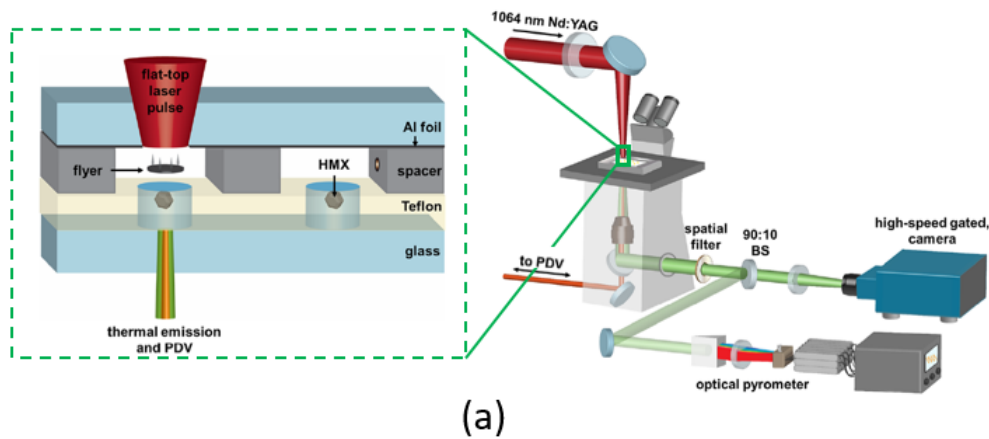 1064 nm Nd:YAG
flat-top
laser
pulse
Al foil
flyer
HMX
spacer
Teflon
glass
thermal emission
and PDV
to PDV
spatial
filter
90:10
BS
high-speed gated,
camera
optical pyrometer
(a)